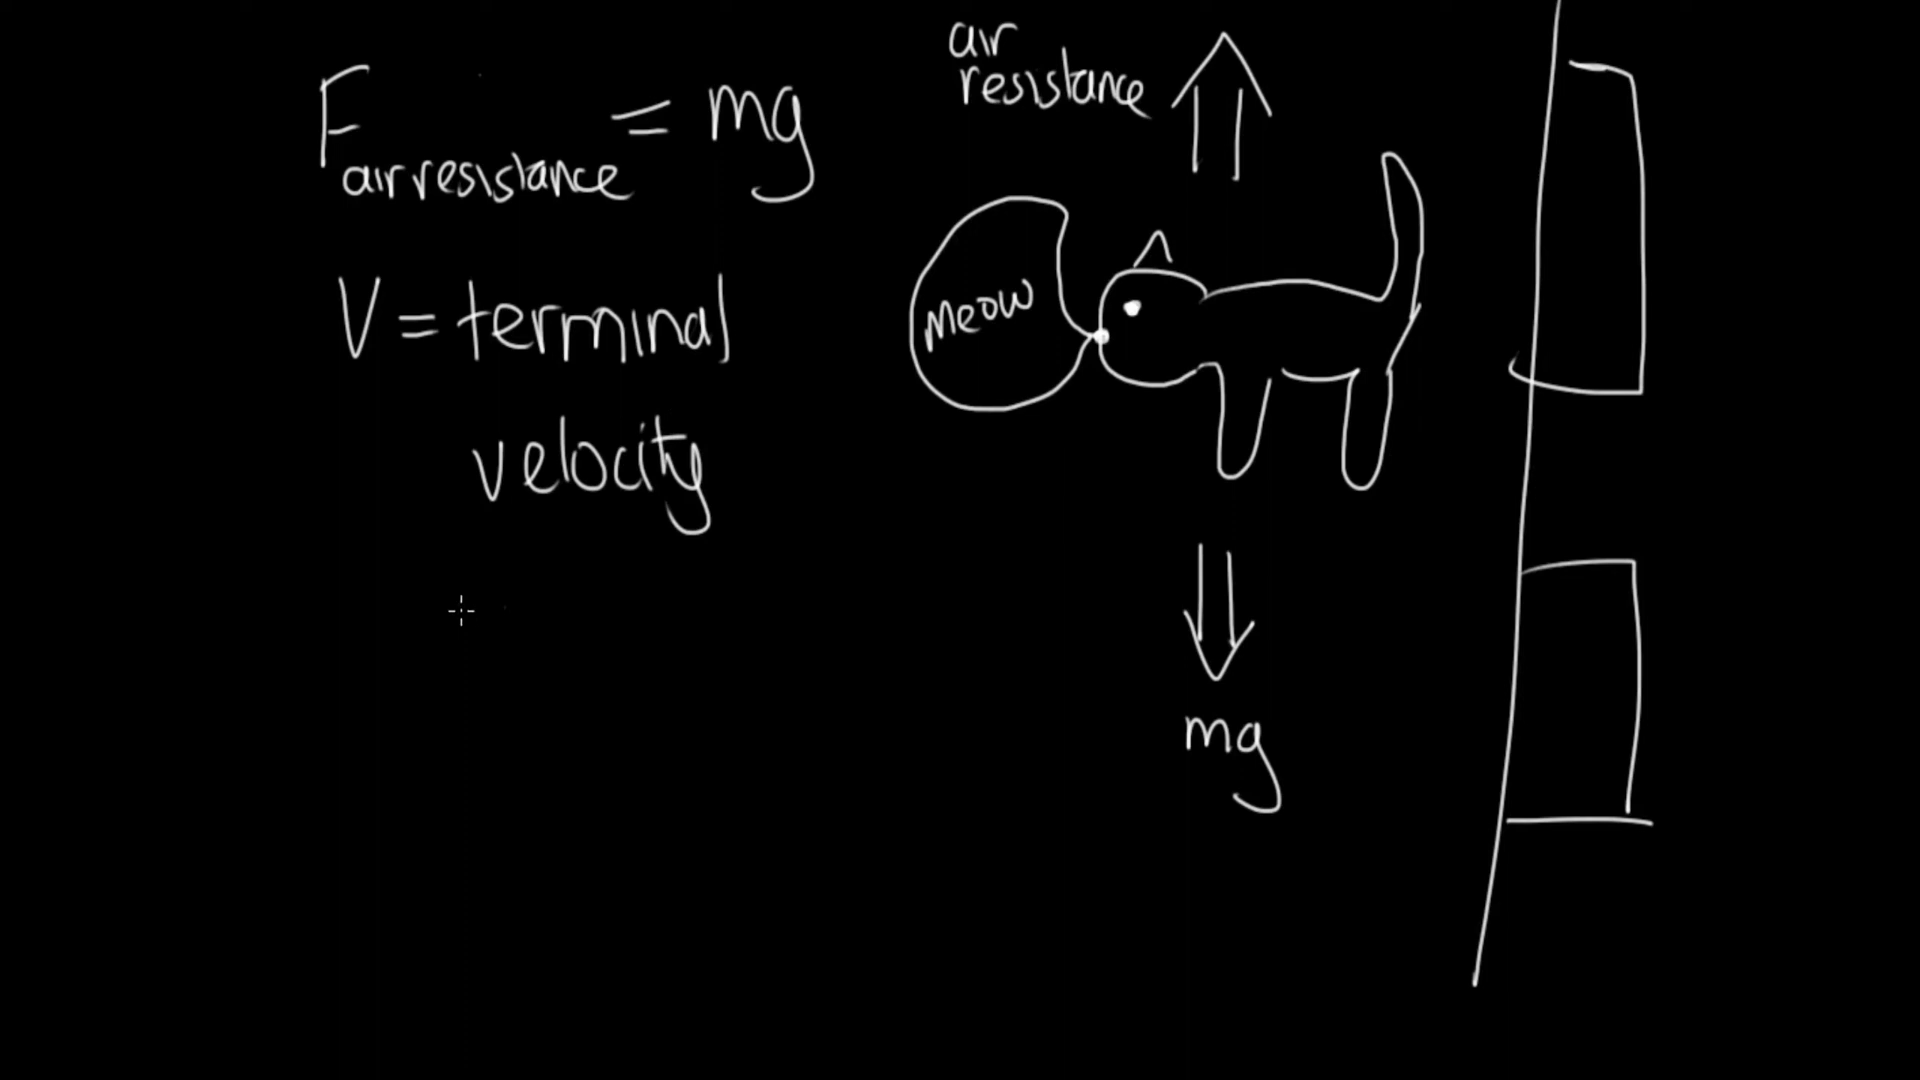 F air resistance = mg
V = terminal
velocity
air
resistance
meow
mg